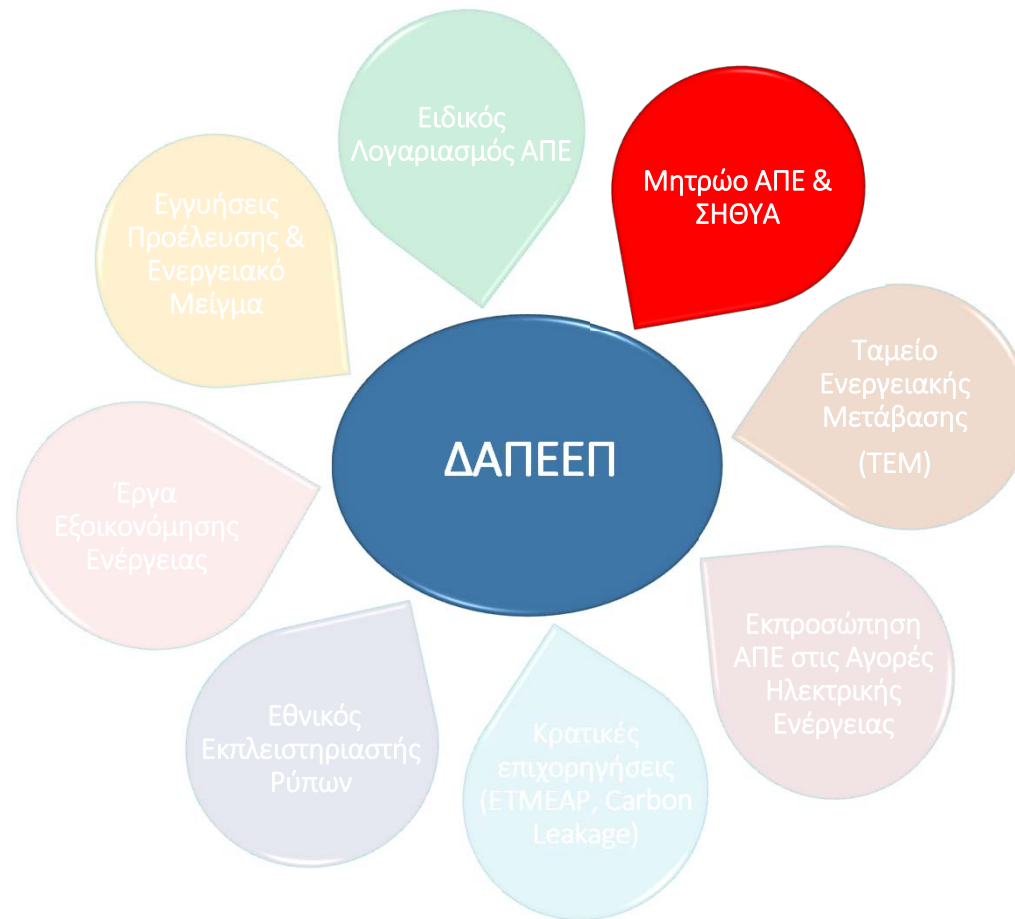 Ειδικός
Λογαριασμός ΑΠΕ
Μητρώο ΑΠΕ &
ΣΗΘΥΑ
Ταμείο
Ενεργειακής
Μετάβασης
(ΤΕΜ)
Εκπροσώπηση
ΑΠΕ στις Αγορές
Ηλεκτρικής
Ενέργειας
Κρατικές
επιχορηγήσεις
(ΕΤΜΕΑΡ, Carbon
Leakage)
Εθνικός
Εκπλειστηριαστής
Ρύπων
Έργα
Εξοικονόμησης
Ενέργειας
Εγγυήσεις
Προέλευσης &
Ενεργειακό
Μείγμα
ΔΑΠΕΕΠ